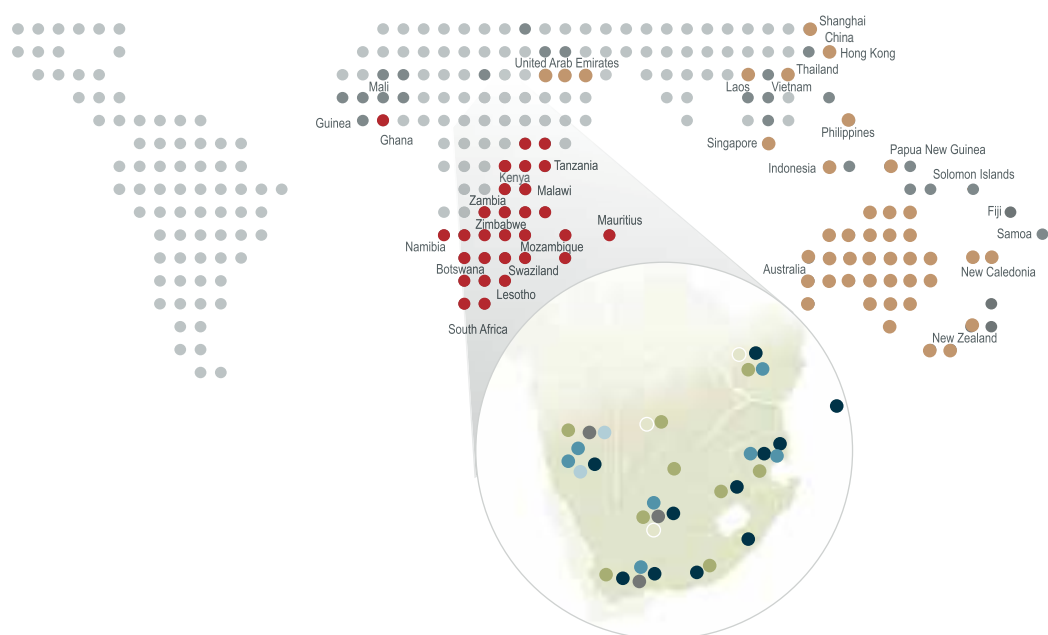 Shanghai
China
Hong Kong
United Arab Emirates
Thailand
Mali
Laos
Vietnam
Guinea
Ghana
Philippines
Singapore
Papua New Guinea
Indonesia
Tanzania
Kenya
Solomon Islands
Malawi
Zambia
Fiji
Mauritius
Zimbabwe
Samoa
Namibia
Mozambique
Australia
Botswana
Swaziland
New Caledonia
Lesotho
South Africa
New Zealand